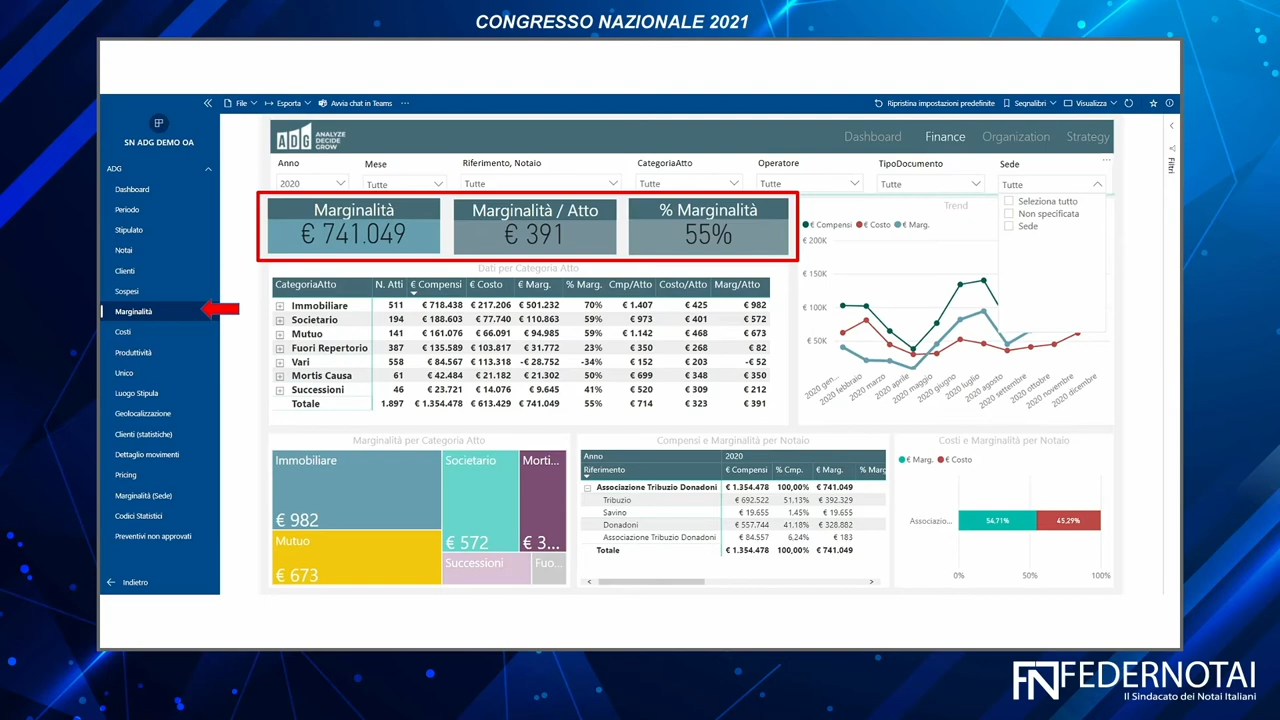 CONGRESSO NAZIONALE 2021
File
Esporta
Avvia chat in Teams
Ripristina impostazioni predefinite
Segnalibri
Visualizza
SN ADG DEMO OA
ADG
Dashboard
Periodo
Stipulato
Notai
Clienti
Sospesi
Marginalità
Costi
Produttività
Unico
Luogo Stipula
Geolocalizzazione
Clienti (statistiche)
Dettaglio movimenti
Pricing
Marginalità (Sede)
Codici Statistici
Preventivi non approvati
Indietro
ADG ANALYZE
DECIDE
GROW
Dashboard Finance Organization Strategy
Filtri
Anno Mese Riferimento, Notaio CategoriaAtto Operatore TipoDocumento Sede
2020 Tutte Tutte Tutte Tutte Tutte Tutte
Seleziona tutto
Non specificata
Sede
Marginalità
€ 741.049
Marginalità / Atto
€ 391
% Marginalità
55%
Dati per Categoria Atto
CategoriaAtto N. Atti € Compensi € Costo € Marg. % Marg. Cmp/Atto Costo/Atto Marg/Atto
Immobiliare 511 € 718.438 € 217.206 € 501.232 70% € 1.407 € 425 € 982
Societario 194 € 188.603 € 77.740 € 110.863 59% € 973 € 401 € 572
Mutuo 141 € 161.076 € 66.091 € 94.985 59% € 1.142 € 468 € 673
Fuori Repertorio 387 € 135.589 € 103.817 € 31.772 23% € 350 € 268 € 82
Vari 558 € 84.567 € 113.318 -€ 28.752 -34% € 152 € 203 -€ 52
Mortis Causa 61 € 42.484 € 21.182 € 21.302 50% € 699 € 348 € 350
Successioni 46 € 23.721 € 14.076 € 9.645 41% € 520 € 309 € 212
Totale 1.897 € 1.354.478 € 613.429 € 741.049 55% € 714 € 323 € 391
Trend
€ Compensi € Costo € Marg.
€ 200K
€ 150K
€ 100K
€ 50K
2020 gen...
2020 febbraio
2020 marzo
2020 aprile
2020 maggio
2020 giugno
2020 luglio
2020 agosto
2020 settembre
2020 ottobre
2020 novembre
2020 dicembre
Marginalità per Categoria Atto
Immobiliare
€ 982
Mutuo
€ 673
Societario
€ 572
Morti...
€ 3...
Successioni
Fuo...
Compensi e Marginalità per Notaio
Anno 2020
Riferimento € Compensi % Cmp. € Marg. % Marg
Associazione Tribuzio Donadoni € 1.354.478 100,00% € 741.049
Tribuzio € 692.522 51,13% € 392.329
Savino € 19.655 1,45% € 19.655
Donadoni € 557.744 41,18% € 328.882
Associazione Tribuzio Donadoni € 84.557 6,24% € 183
Totale € 1.354.478 100,00% € 741.049
Costi e Marginalità per Notaio
€ Marg. € Costo
Associazio...
54,71% 45,29%
0% 50% 100%
FN FEDERNOTAI
Il Sindacato dei Notai Italiani